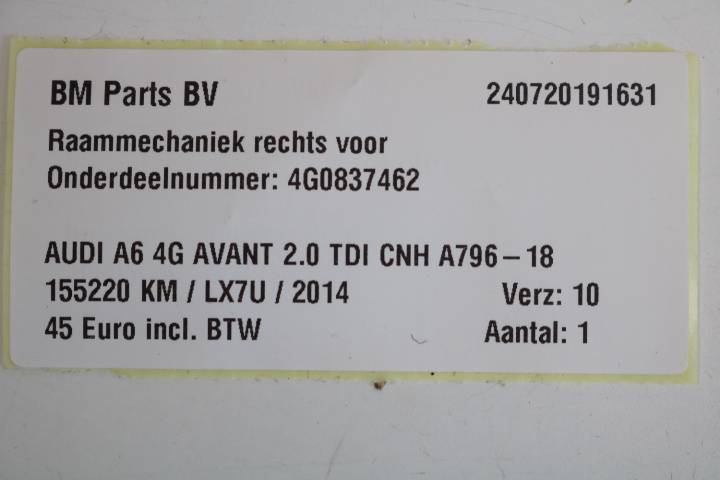 BM Parts BV 240720191631
Raammechaniek rechts voor
Onderdeelnummer: 4G0837462
AUDI A6 4G AVANT 2.0 TDI CNH A796-18
155220 KM / LX7U / 2014 Verz: 10
45 Euro incl. BTW Aantal: 1